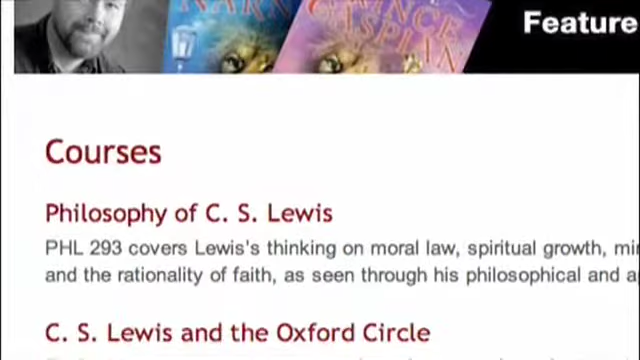 Feature
CASPIAN
Courses
Philosophy of C. S. Lewis
PHL 293 covers Lewis's thinking on moral law, spiritual growth,
and the rationality of faith, as seen through his philosophical and
C. S. Lewis and the Oxford Circle